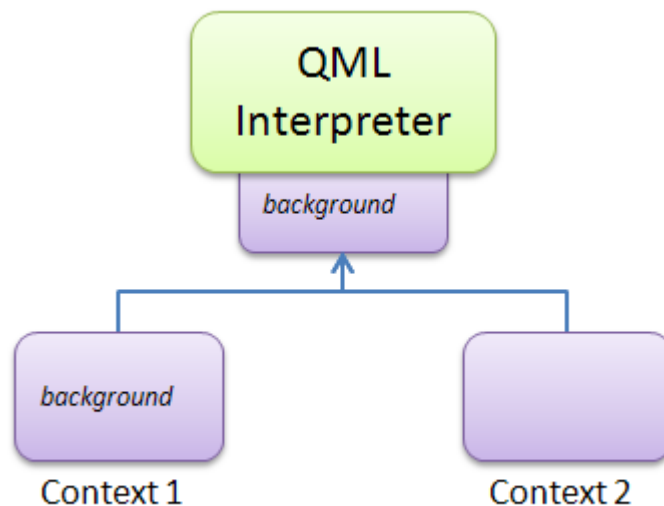 QML
Interpreter
background
background
Context 1
Context 2